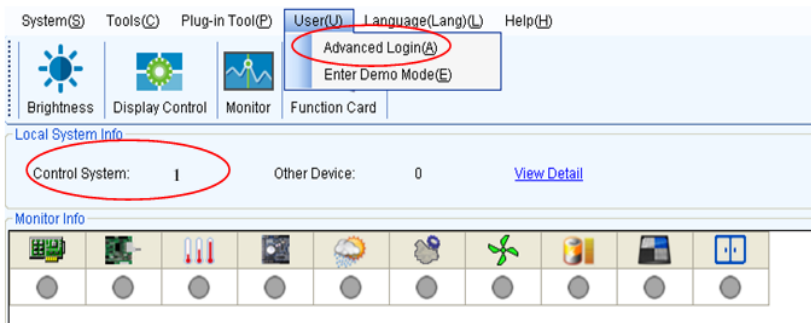 System(S) Tools(C) Plug-in Tool(P) User(U) Language(Lang)(L) Help(H)
Advanced Login(A)
Enter Demo Mode(E)
Brightness Display Control Monitor Function Card
Local System Info
Control System: 1 Other Device: 0 View Detail
Monitor Info